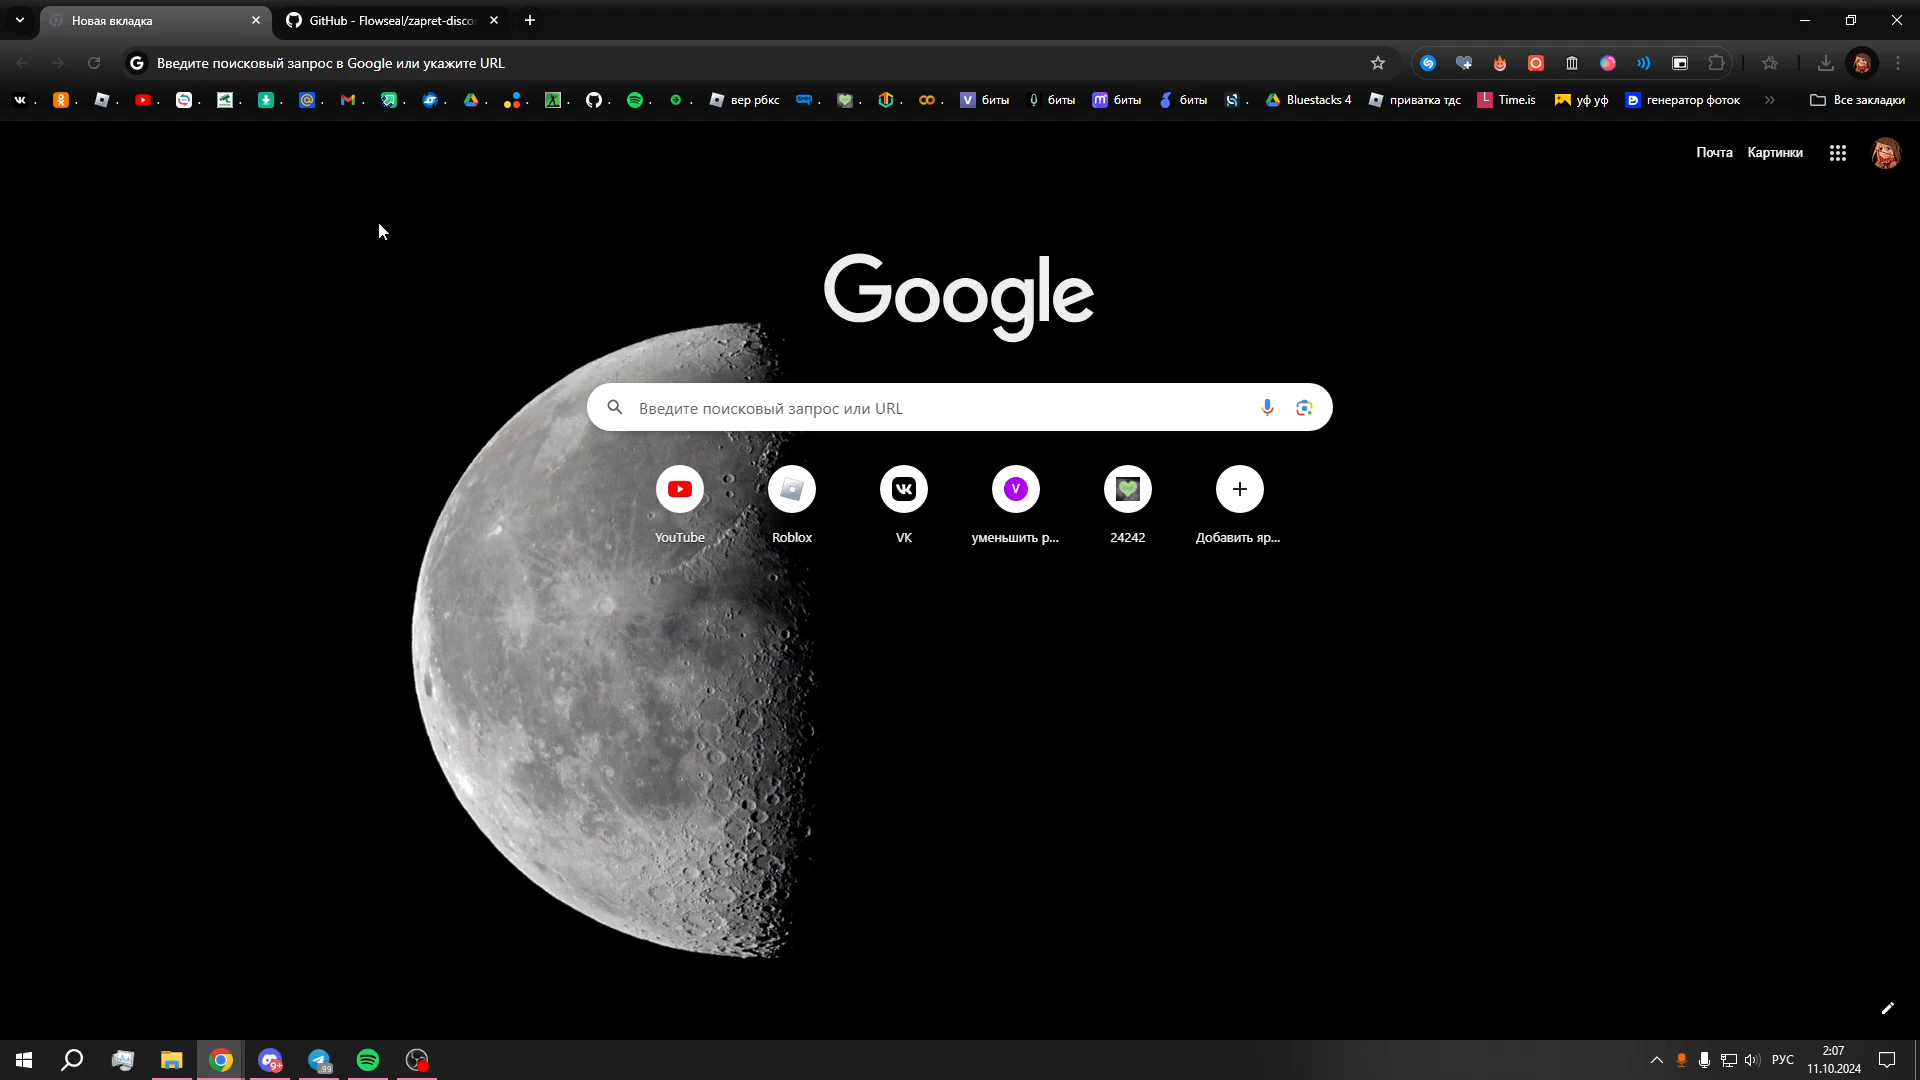 Новая вкладка
GitHub - Flowseal/zapret-disco
Введите поисковый запрос в Google или укажите URL
вер рбкс
биты
биты
биты
биты
Bluestacks 4
приватка тдс
Time.is
уф уф
генератор фоток
Все закладки
Почта
Картинки
Google
Введите поисковый запрос или URL
YouTube
Roblox
VK
уменьшить р...
24242
Добавить яр...
9+
99
РУС
2:07
11.10.2024